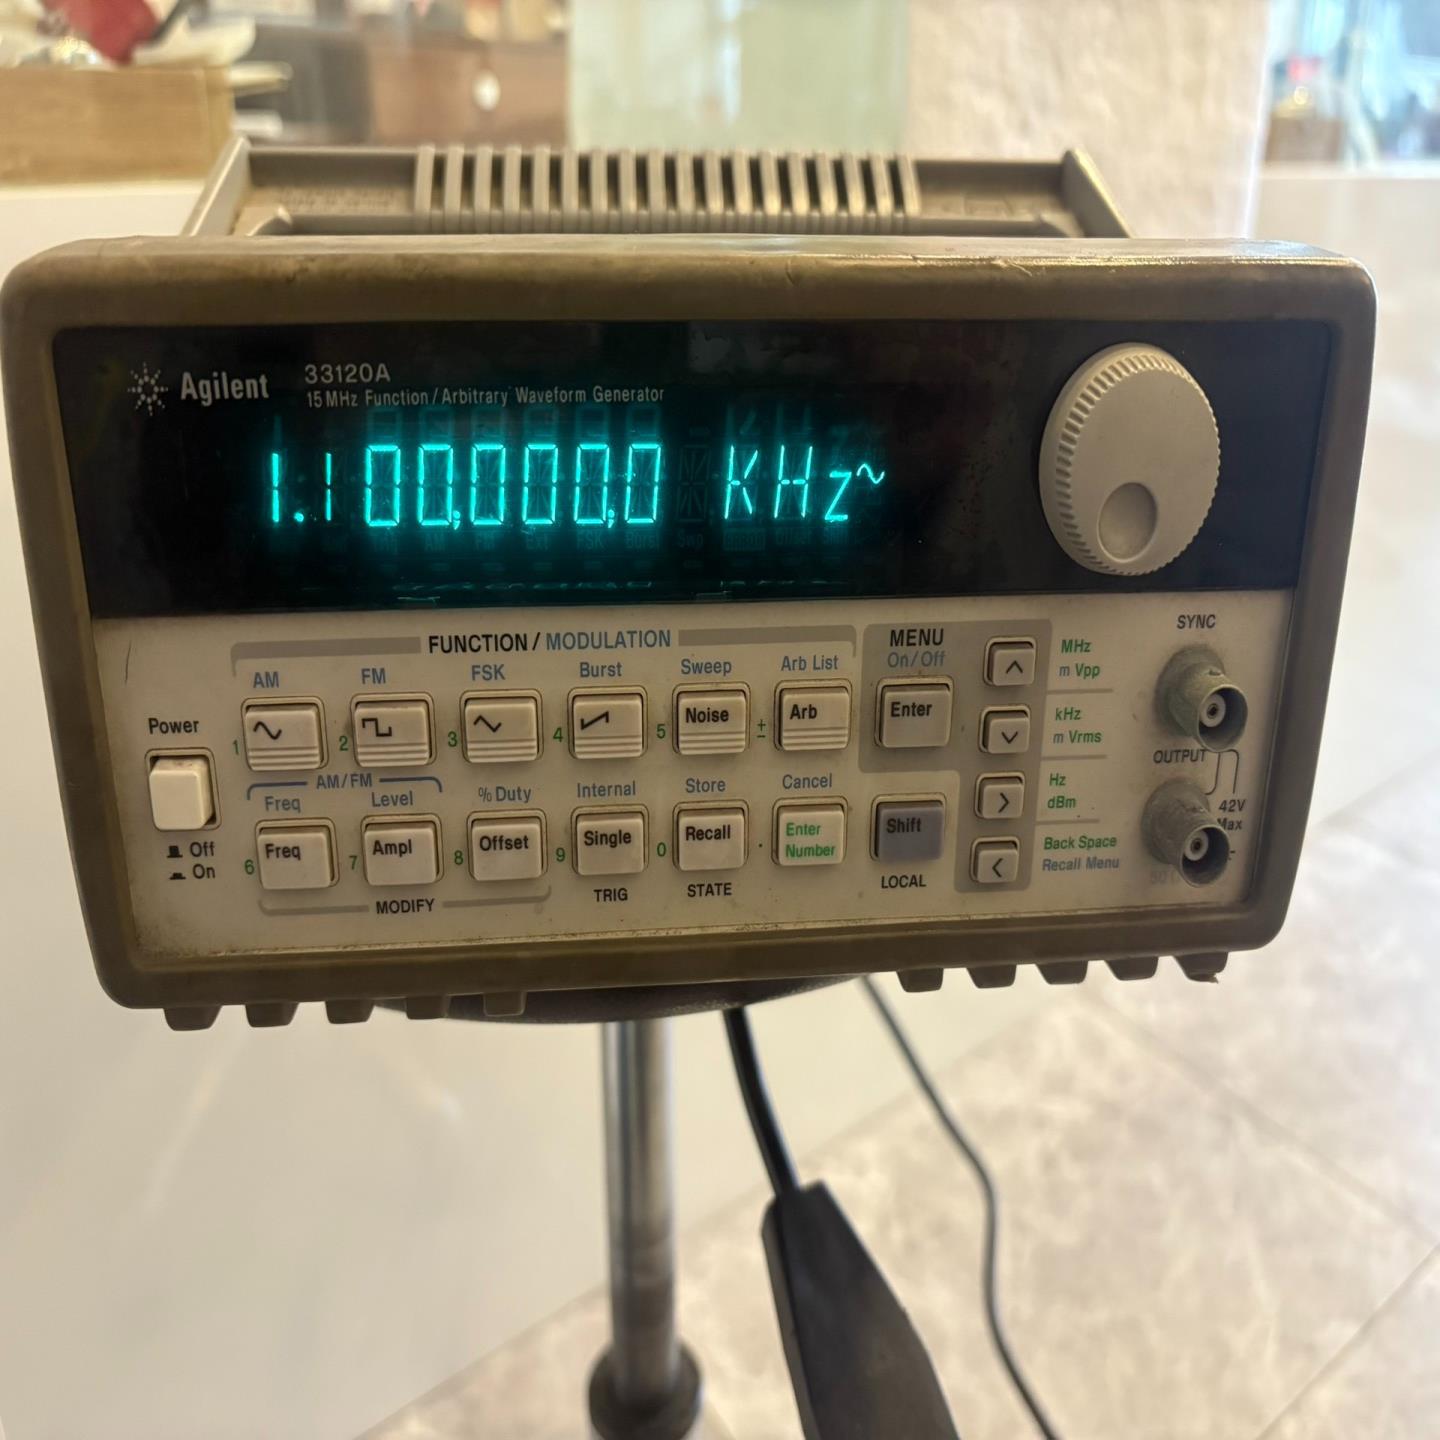 Agilent 33120A
15 MHz Function / Arbitrary Waveform Generator
1.100,000,0 KHz~
FUNCTION / MODULATION
AM FM FSK Burst Sweep Arb List
MENU
On/Off
Power
1 2 3 4 5 Noise ± Arb Enter
AM/FM
Freq Level % Duty Internal Store Cancel
6 Freq 7 Ampl 8 Offset 9 Single 0 Recall . Enter Number Shift
MODIFY TRIG STATE LOCAL
Off
On
MHz
m Vpp
kHz
m Vrms
Hz
dBm
Back Space
Recall Menu
SYNC
OUTPUT
42V
Max